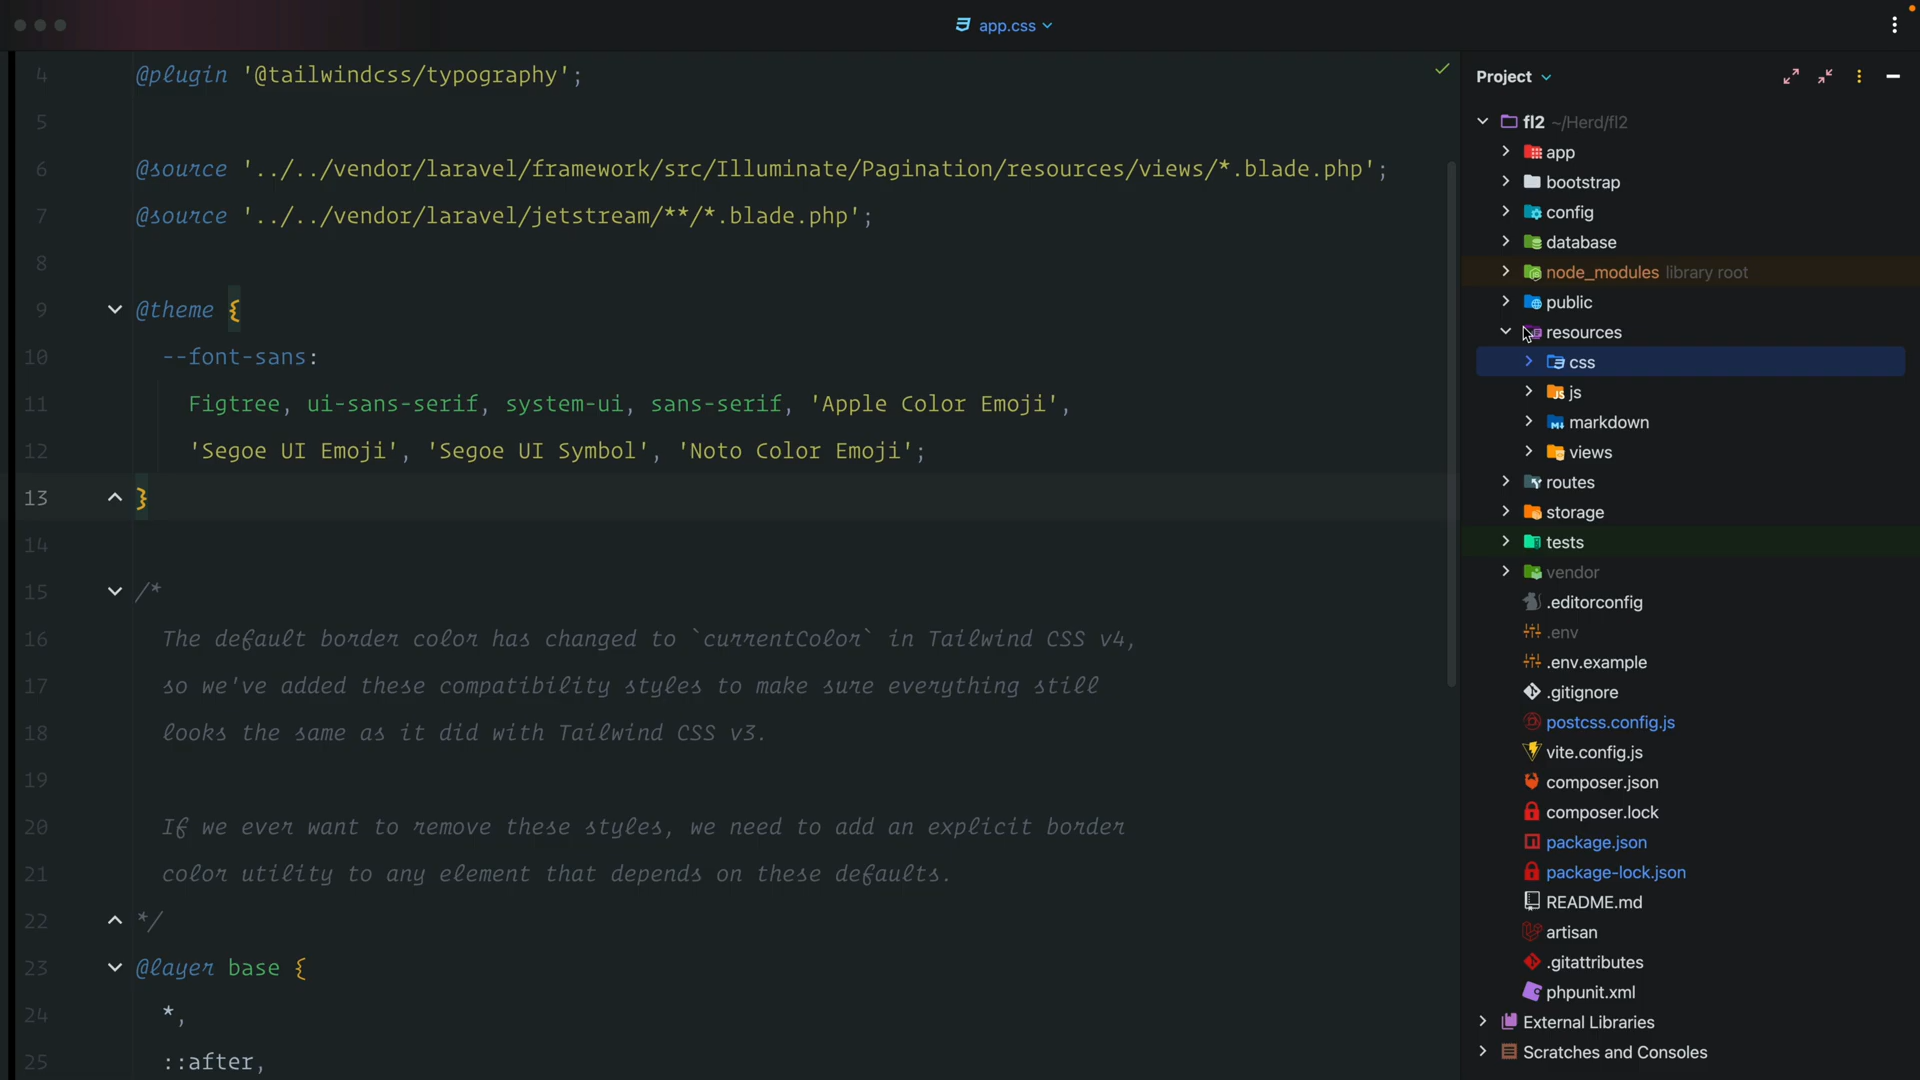 app.css
4 @plugin '@tailwindcss/typography';
5
6 @source '../../vendor/laravel/framework/src/Illuminate/Pagination/resources/views/*.blade.php';
7 @source '../../vendor/laravel/jetstream/**/*.blade.php';
8
9 @theme {
10 --font-sans:
11 Figtree, ui-sans-serif, system-ui, sans-serif, 'Apple Color Emoji',
12 'Segoe UI Emoji', 'Segoe UI Symbol', 'Noto Color Emoji';
13 }
14
15 /*
16 The default border color has changed to `currentColor` in Tailwind CSS v4,
17 so we've added these compatibility styles to make sure everything still
18 looks the same as it did with Tailwind CSS v3.
19
20 If we ever want to remove these styles, we need to add an explicit border
21 color utility to any element that depends on these defaults.
22 */
23 @layer base {
24 *,
25 ::after,
Project
fl2 ~/Herd/fl2
app
bootstrap
config
database
node_modules library root
public
resources
css
js
markdown
views
routes
storage
tests
vendor
.editorconfig
.env
.env.example
.gitignore
postcss.config.js
vite.config.js
composer.json
composer.lock
package.json
package-lock.json
README.md
artisan
.gitattributes
phpunit.xml
External Libraries
Scratches and Consoles